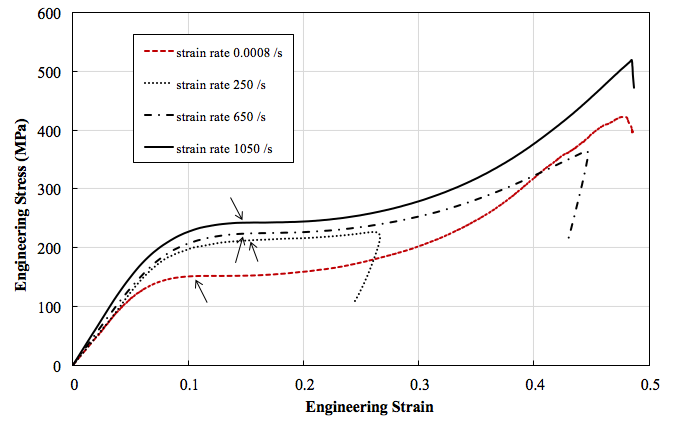 600
500
400
300
200
100
0
Engineering Stress (MPa)
strain rate 0.0008 /s
strain rate 250 /s
strain rate 650 /s
strain rate 1050 /s
0 0.1 0.2 0.3 0.4 0.5
Engineering Strain